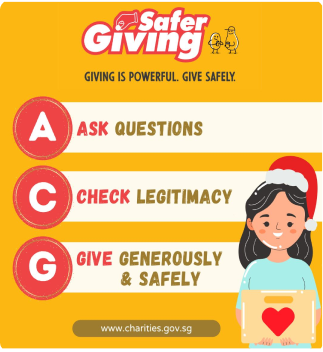 Safer
Giving
GIVING IS POWERFUL. GIVE SAFELY.
A
ASK QUESTIONS
C
CHECK LEGITIMACY
G
GIVE GENEROUSLY
& SAFELY
www.charities.gov.sg